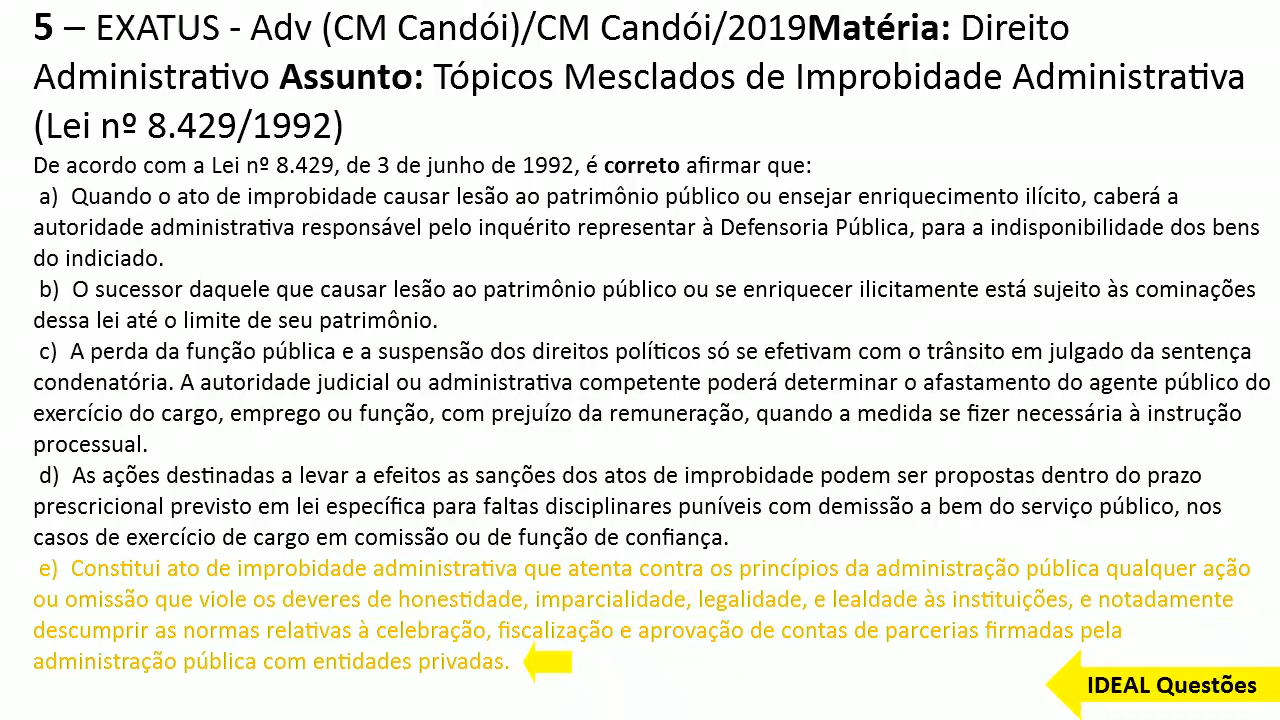 5 – EXATUS - Adv (CM Candói)/CM Candói/2019Matéria: Direito
Administrativo Assunto: Tópicos Mesclados de Improbidade Administrativa
(Lei nº 8.429/1992)
De acordo com a Lei nº 8.429, de 3 de junho de 1992, é correto afirmar que:
a) Quando o ato de improbidade causar lesão ao patrimônio público ou ensejar enriquecimento ilícito, caberá a
autoridade administrativa responsável pelo inquérito representar à Defensoria Pública, para a indisponibilidade dos bens
do indiciado.
b) O sucessor daquele que causar lesão ao patrimônio público ou se enriquecer ilicitamente está sujeito às cominações
dessa lei até o limite de seu patrimônio.
c) A perda da função pública e a suspensão dos direitos políticos só se efetivam com o trânsito em julgado da sentença
condenatória. A autoridade judicial ou administrativa competente poderá determinar o afastamento do agente público do
exercício do cargo, emprego ou função, com prejuízo da remuneração, quando a medida se fizer necessária à instrução
processual.
d) As ações destinadas a levar a efeitos as sanções dos atos de improbidade podem ser propostas dentro do prazo
prescricional previsto em lei específica para faltas disciplinares puníveis com demissão a bem do serviço público, nos
casos de exercício de cargo em comissão ou de função de confiança.
e) Constitui ato de improbidade administrativa que atenta contra os princípios da administração pública qualquer ação
ou omissão que viole os deveres de honestidade, imparcialidade, legalidade, e lealdade às instituições, e notadamente
descumprir as normas relativas à celebração, fiscalização e aprovação de contas de parcerias firmadas pela
administração pública com entidades privadas.
IDEAL Questões